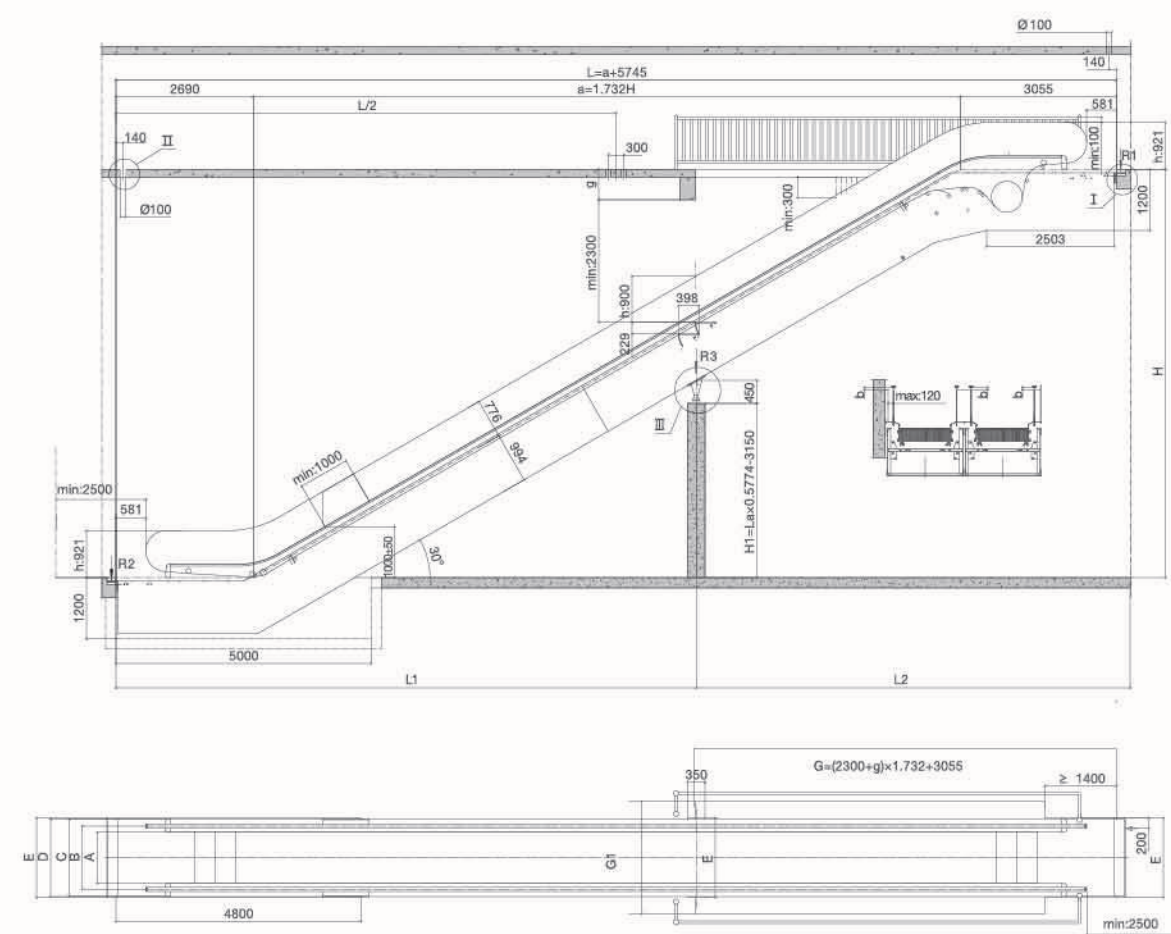 Ø100
140
L=a+5745
2690
a=1.732H
3055
L/2
581
140
II
300
min:100
h:921
R1
g
Ø100
min:300
I
1200
2503
min:2300
h:900
398
229
R3
H
450
b
max:120
b
b
III
776
994
min:1000
H1=Lax0.5774-3150
min:2500
581
h:921
R2
1000±50
30°
1200
5000
L1
L2
G=(2300+g)×1.732+3055
350
≥ 1400
E
D
C
B
A
G1
E
200
E
4800
min:2500